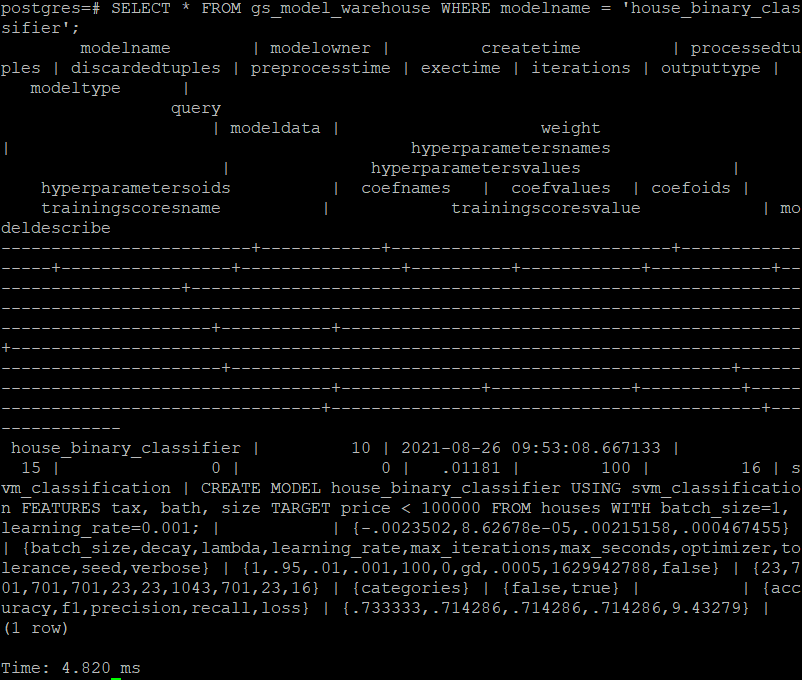 postgres=# SELECT * FROM gs_model_warehouse WHERE modelname = 'house_binary_clas
sifier';
        modelname        | modelowner |         createtime         | processedtu
ples | discardedtuples | preprocesstime | exectime | iterations | outputtype |
   modeltype      |
                 query
                     | modeldata |                    weight
|                                        hyperparametersnames
                      |              hyperparametersvalues               |
    hyperparametersoids          |  coefnames   |  coefvalues  | coefoids |
    trainingscoresname          |            trainingscoresvalue            | mo
deldescribe
-------------------------+------------+----------------------------+------------
-----+-----------------+----------------+----------+------------+------------+--
------------------+-------------------------------------------------------------
--------------------------------------------------------------------------------
---------------------+-----------+----------------------------------------------
+-------------------------------------------------------------------------------
----------------------+--------------------------------------------------+------
---------------------------------+--------------+--------------+----------+-----
--------------------------------+-------------------------------------------+---
------------
 house_binary_classifier |         10 | 2021-08-26 09:53:08.667133 |
  15 |               0 |              0 |   .01181 |        100 |         16 | s
vm_classification | CREATE MODEL house_binary_classifier USING svm_classificatio
n FEATURES tax, bath, size TARGET price < 100000 FROM houses WITH batch_size=1,
learning_rate=0.001; |           | {-.0023502,8.62678e-05,.00215158,.000467455}
| {batch_size,decay,lambda,learning_rate,max_iterations,max_seconds,optimizer,to
lerance,seed,verbose} | {1,.95,.01,.001,100,0,gd,.0005,1629942788,false} | {23,7
01,701,701,23,23,1043,701,23,16} | {categories} | {false,true} |          | {acc
uracy,f1,precision,recall,loss} | {.733333,.714286,.714286,.714286,9.43279} |
(1 row)

Time: 4.820 ms